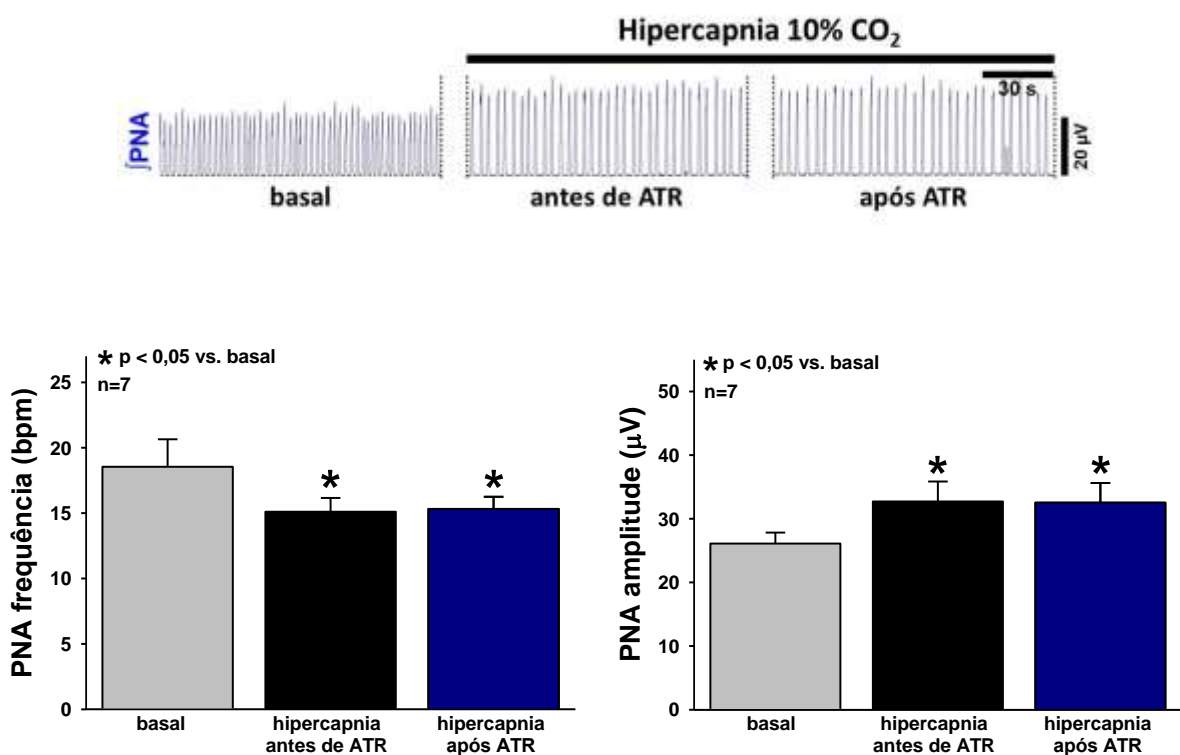 Hipercapnia 10% CO₂
∫PNA
30 s
20 µV
basal
antes de ATR
após ATR
* p < 0,05 vs. basal
n=7
PNA frequência (bpm)
25
20
15
10
5
0
*
*
basal
hipercapnia
antes de ATR
hipercapnia
após ATR
* p < 0,05 vs. basal
n=7
PNA amplitude (µV)
50
40
30
20
10
0
*
*
basal
hipercapnia
antes de ATR
hipercapnia
após ATR